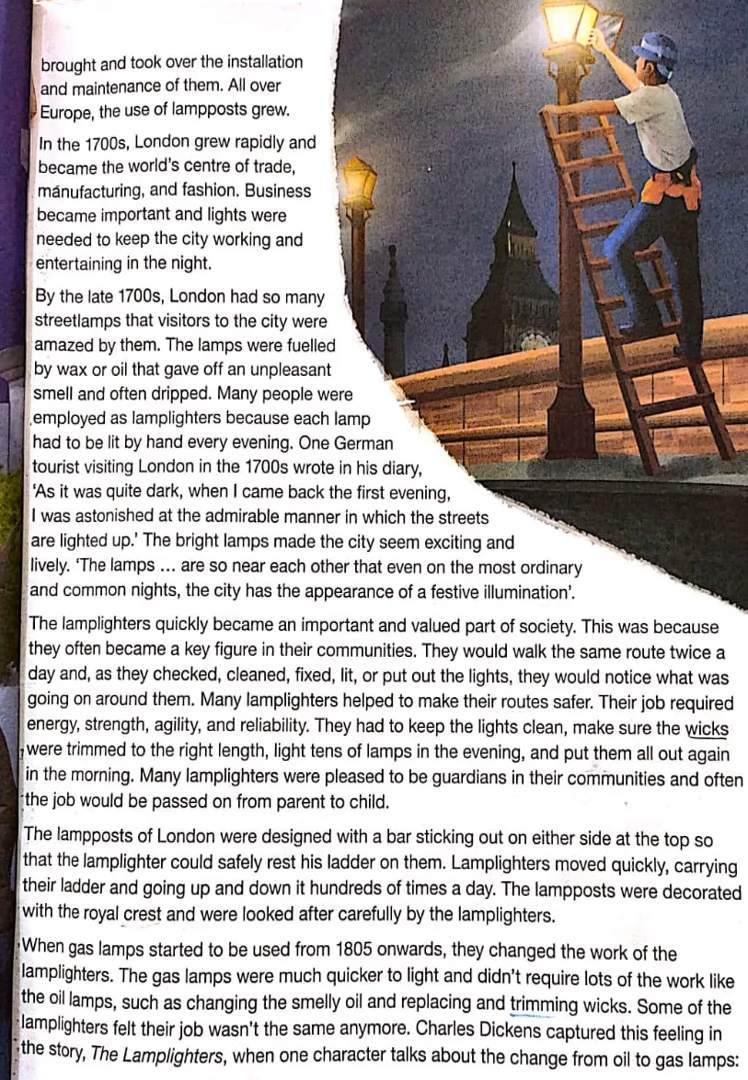 brought and took over the installation
and maintenance of them. All over
Europe, the use of lampposts grew.
In the 1700s, London grew rapidly and
became the world's centre of trade,
manufacturing, and fashion. Business
became important and lights were
needed to keep the city working and
entertaining in the night.
By the late 1700s, London had so many
streetlamps that visitors to the city were
amazed by them. The lamps were fuelled
by wax or oil that gave off an unpleasant
smell and often dripped. Many people were
employed as lamplighters because each lamp
had to be lit by hand every evening. One German
tourist visiting London in the 1700s wrote in his diary,
'As it was quite dark, when I came back the first evening,
I was astonished at the admirable manner in which the streets
are lighted up.' The bright lamps made the city seem exciting and
lively. 'The lamps ... are so near each other that even on the most ordinary
and common nights, the city has the appearance of a festive illumination'.
The lamplighters quickly became an important and valued part of society. This was because
they often became a key figure in their communities. They would walk the same route twice a
day and, as they checked, cleaned, fixed, lit, or put out the lights, they would notice what was
going on around them. Many lamplighters helped to make their routes safer. Their job required
energy, strength, agility, and reliability. They had to keep the lights clean, make sure the wicks
were trimmed to the right length, light tens of lamps in the evening, and put them all out again
in the morning. Many lamplighters were pleased to be guardians in their communities and often
the job would be passed on from parent to child.
The lampposts of London were designed with a bar sticking out on either side at the top so
that the lamplighter could safely rest his ladder on them. Lamplighters moved quickly, carrying
their ladder and going up and down it hundreds of times a day. The lampposts were decorated
with the royal crest and were looked after carefully by the lamplighters.
When gas lamps started to be used from 1805 onwards, they changed the work of the
lamplighters. The gas lamps were much quicker to light and didn't require lots of the work like
the oil lamps, such as changing the smelly oil and replacing and trimming wicks. Some of the
lamplighters felt their job wasn't the same anymore. Charles Dickens captured this feeling in
the story, The Lamplighters, when one character talks about the change from oil to gas lamps: